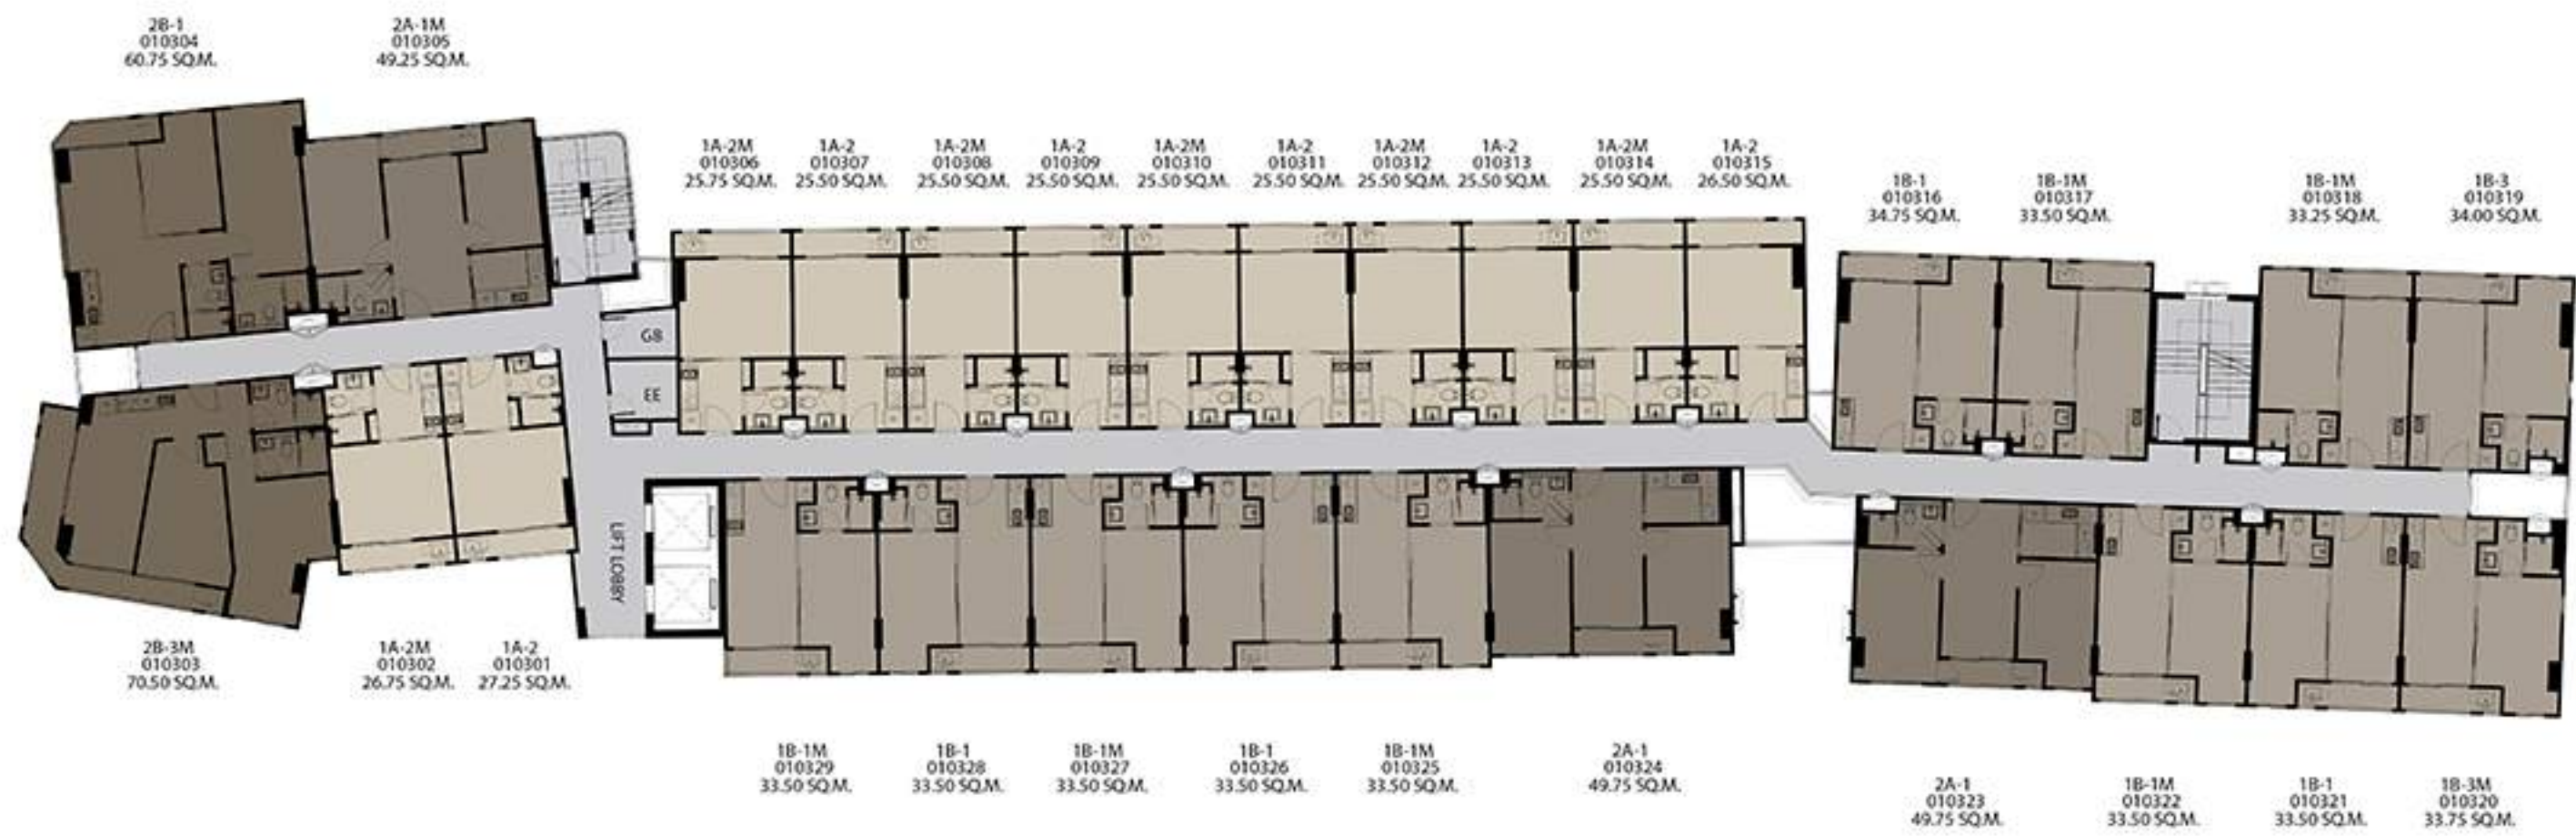 2B-1
010304
60.75 SQ.M.
2A-1M
010305
49.25 SQ.M.
1A-2M
010306
25.75 SQ.M.
1A-2
010307
25.50 SQ.M.
1A-2M
010308
25.50 SQ.M.
1A-2
010309
25.50 SQ.M.
1A-2M
010310
25.50 SQ.M.
1A-2
010311
25.50 SQ.M.
1A-2M
010312
25.50 SQ.M.
1A-2
010313
25.50 SQ.M.
1A-2M
010314
25.50 SQ.M.
1A-2
010315
26.50 SQ.M.
1B-1
010316
34.75 SQ.M.
1B-1M
010317
33.50 SQ.M.
1B-1M
010318
33.25 SQ.M.
1B-3
010319
34.00 SQ.M.
GB
EE
LIFT LOBBY
2B-3M
010303
70.50 SQ.M.
1A-2M
010302
26.75 SQ.M.
1A-2
010301
27.25 SQ.M.
1B-1M
010329
33.50 SQ.M.
1B-1
010328
33.50 SQ.M.
1B-1M
010327
33.50 SQ.M.
1B-1
010326
33.50 SQ.M.
1B-1M
010325
33.50 SQ.M.
2A-1
010324
49.75 SQ.M.
2A-1
010323
49.75 SQ.M.
1B-1M
010322
33.50 SQ.M.
1B-1
010321
33.50 SQ.M.
1B-3M
010320
33.75 SQ.M.